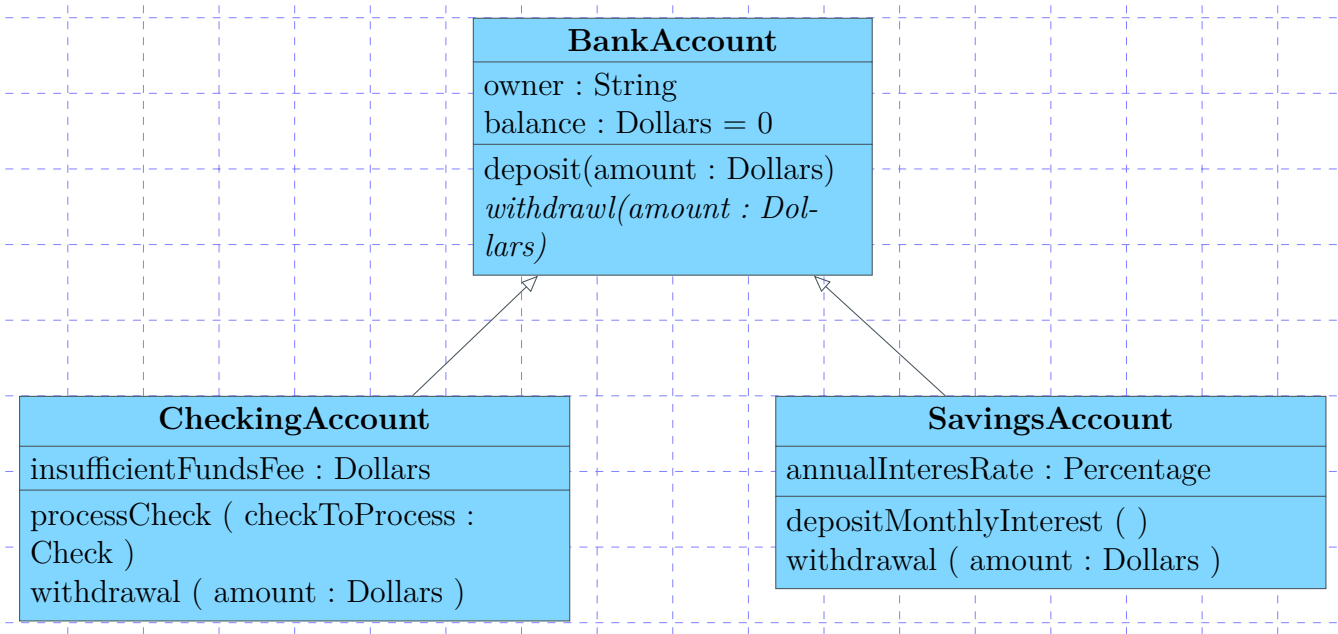 BankAccount
owner : String
balance : Dollars = 0
deposit(amount : Dollars)
withdrawl(amount : Dol-
lars)
CheckingAccount
insufficientFundsFee : Dollars
processCheck ( checkToProcess :
Check )
withdrawal ( amount : Dollars )
SavingsAccount
annualInteresRate : Percentage
depositMonthlyInterest ( )
withdrawal ( amount : Dollars )